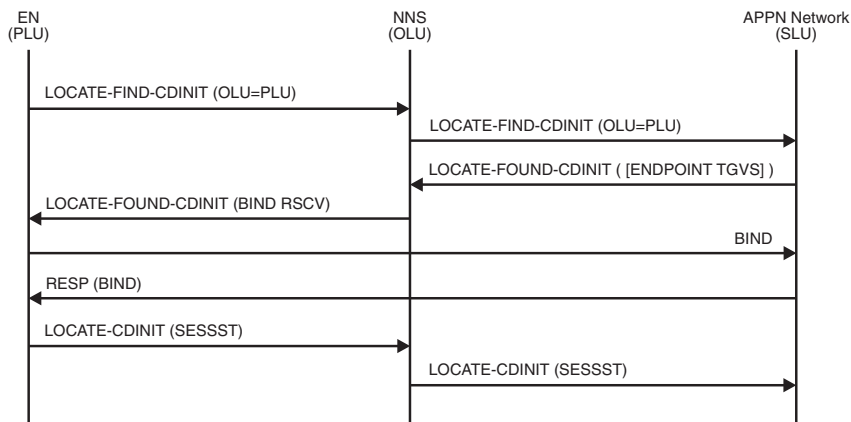 EN
(PLU)
NNS
(OLU)
APPN Network
(SLU)
LOCATE-FIND-CDINIT (OLU=PLU)
LOCATE-FIND-CDINIT (OLU=PLU)
LOCATE-FOUND-CDINIT ( [ENDPOINT TGVS] )
LOCATE-FOUND-CDINIT (BIND RSCV)
BIND
RESP (BIND)
LOCATE-CDINIT (SESSST)
LOCATE-CDINIT (SESSST)